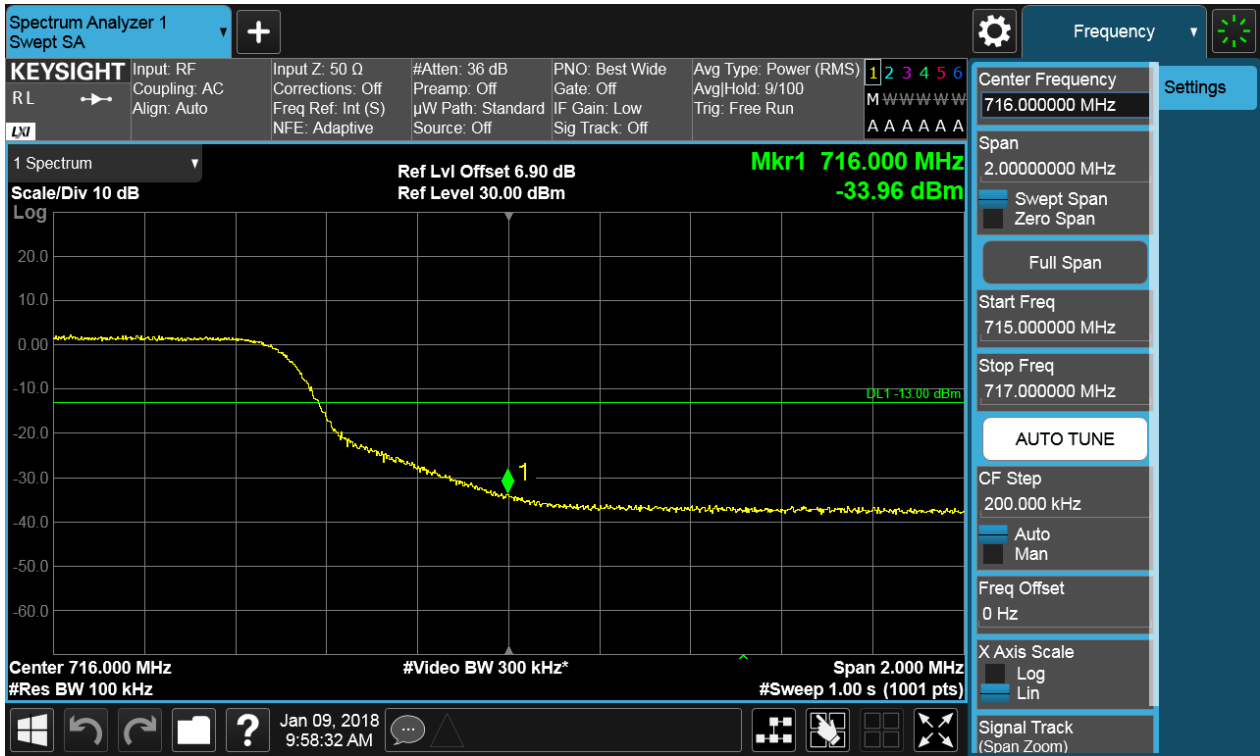 Spectrum Analyzer 1
Swept SA
+
Frequency
KEYSIGHT
R L
LXI
Input: RF
Coupling: AC
Align: Auto
Input Z: 50 Ω
Corrections: Off
Freq Ref: Int (S)
NFE: Adaptive
#Atten: 36 dB
Preamp: Off
µW Path: Standard
Source: Off
PNO: Best Wide
Gate: Off
IF Gain: Low
Sig Track: Off
Avg Type: Power (RMS)
Avg|Hold: 9/100
Trig: Free Run
1 2 3 4 5 6
M W W W W W
A A A A A A
1 Spectrum
Scale/Div 10 dB
Log
Ref Lvl Offset 6.90 dB
Ref Level 30.00 dBm
Mkr1 716.000 MHz
-33.96 dBm
20.0
10.0
0.00
-10.0
-20.0
-30.0
-40.0
-50.0
-60.0
DL1 -13.00 dBm
1
Center 716.000 MHz
#Res BW 100 kHz
#Video BW 300 kHz*
Span 2.000 MHz
#Sweep 1.00 s (1001 pts)
Center Frequency
716.000000 MHz
Span
2.00000000 MHz
Swept Span
Zero Span
Full Span
Start Freq
715.000000 MHz
Stop Freq
717.000000 MHz
AUTO TUNE
CF Step
200.000 kHz
Auto
Man
Freq Offset
0 Hz
X Axis Scale
Log
Lin
Signal Track
(Span Zoom)
Settings
?
Jan 09, 2018
9:58:32 AM